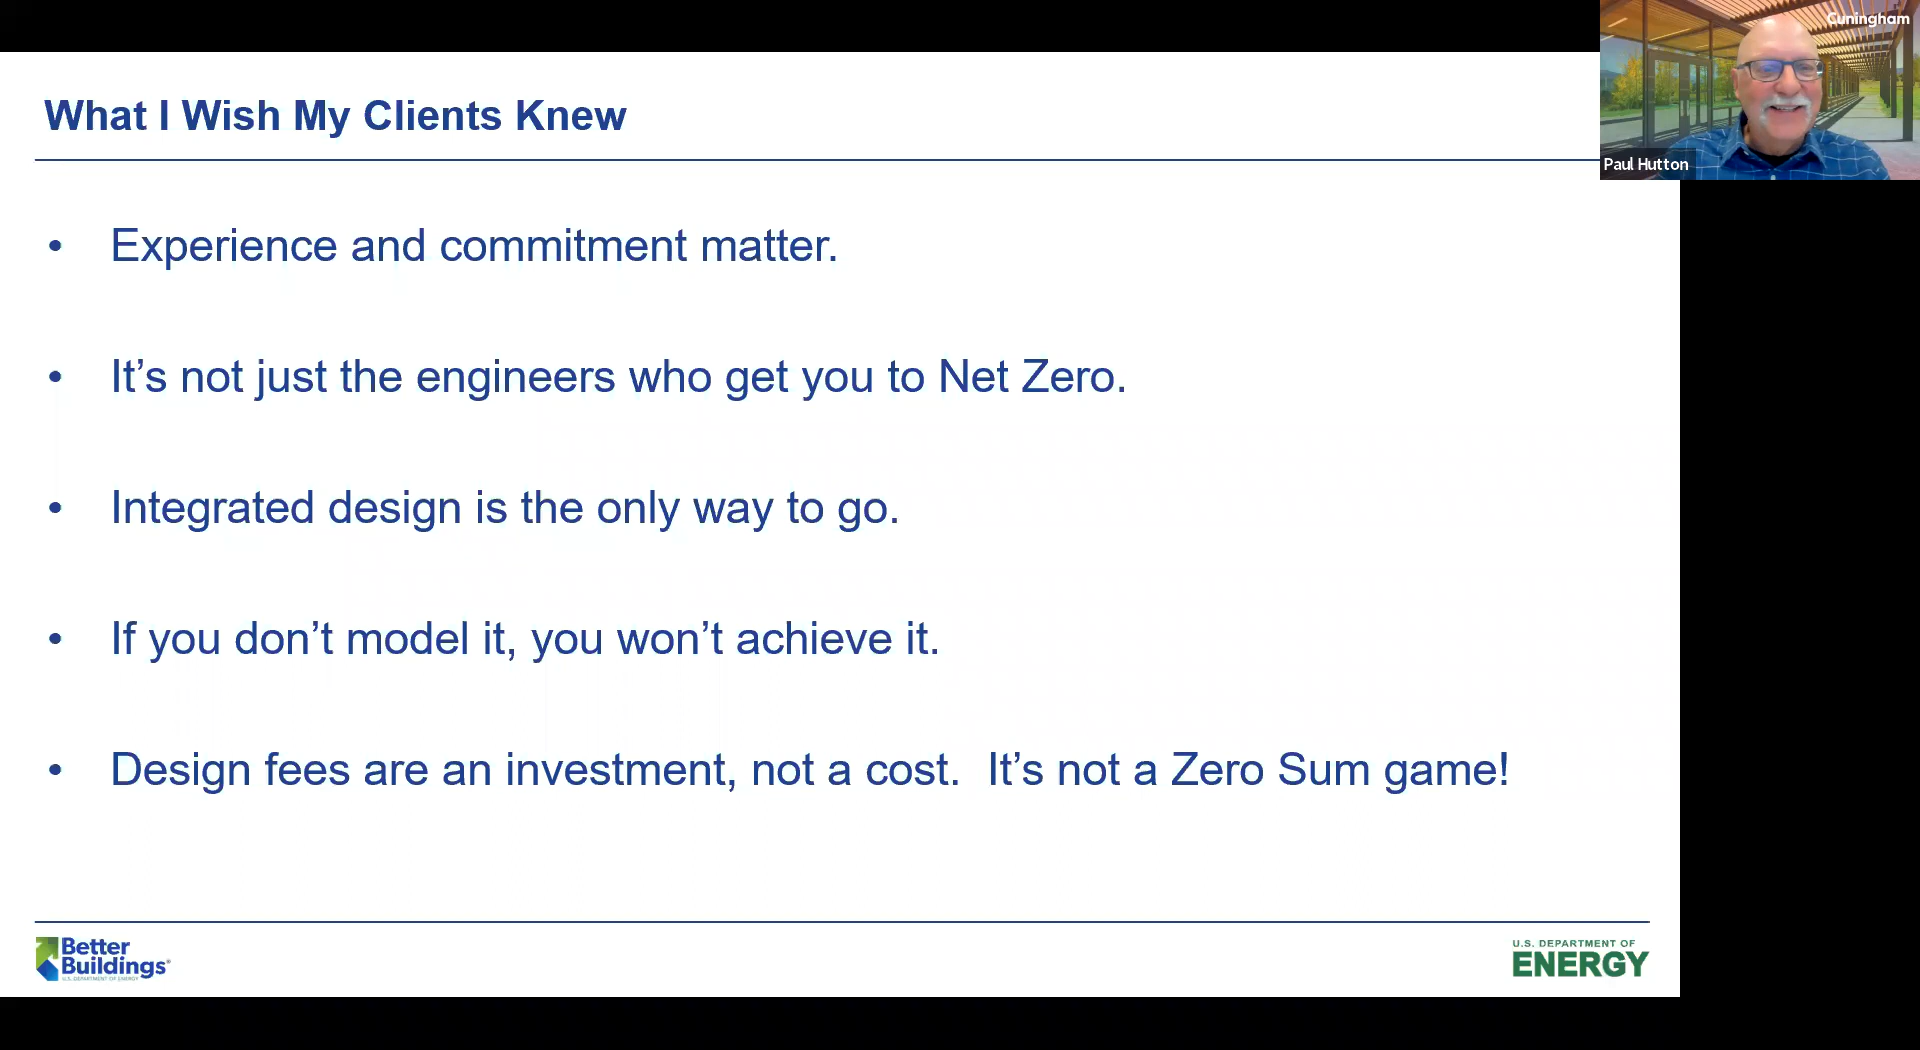 Cuningham
Paul Hutton
What I Wish My Clients Knew
• Experience and commitment matter.
• It’s not just the engineers who get you to Net Zero.
• Integrated design is the only way to go.
• If you don’t model it, you won’t achieve it.
• Design fees are an investment, not a cost.  It’s not a Zero Sum game!
Better
Buildings®
U.S. DEPARTMENT OF ENERGY
U.S. DEPARTMENT OF
ENERGY